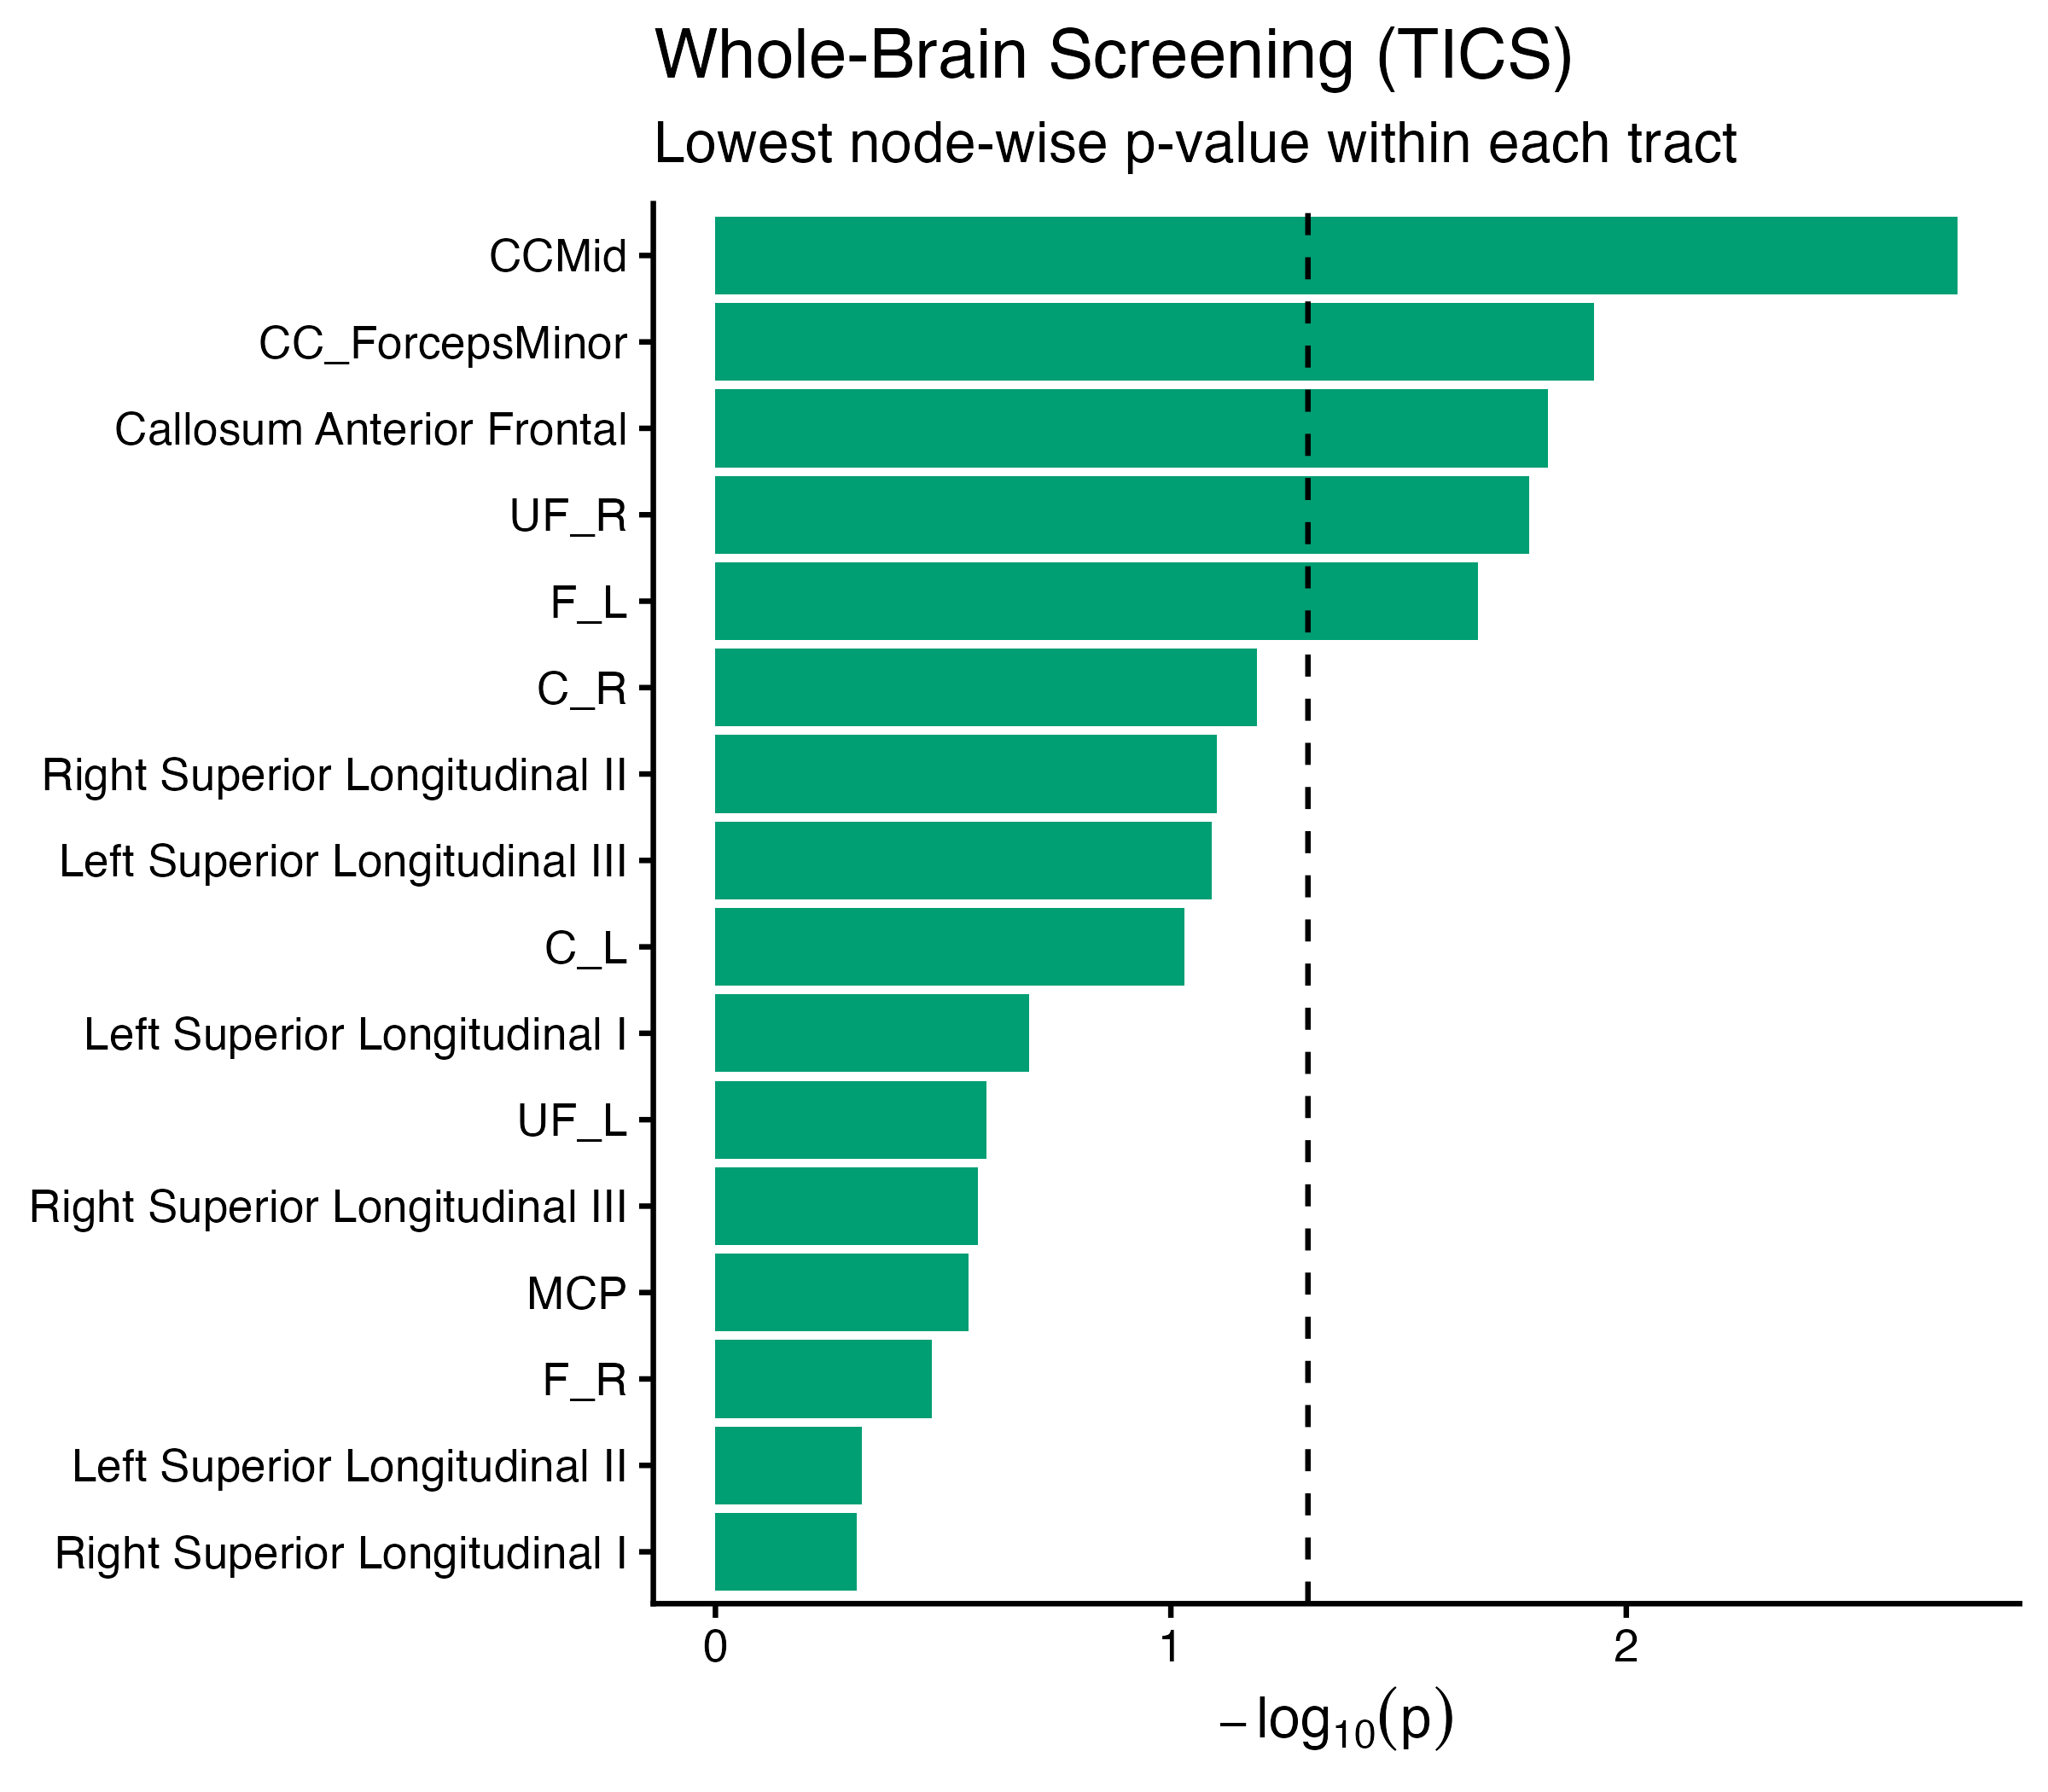 Whole-Brain Screening (TICS)
Lowest node-wise p-value within each tract
CCMid
CC_ForcepsMinor
Callosum Anterior Frontal
UF_R
F_L
C_R
Right Superior Longitudinal II
Left Superior Longitudinal III
C_L
Left Superior Longitudinal I
UF_L
Right Superior Longitudinal III
MCP
F_R
Left Superior Longitudinal II
Right Superior Longitudinal I
0 1 2
− log₁₀(p)